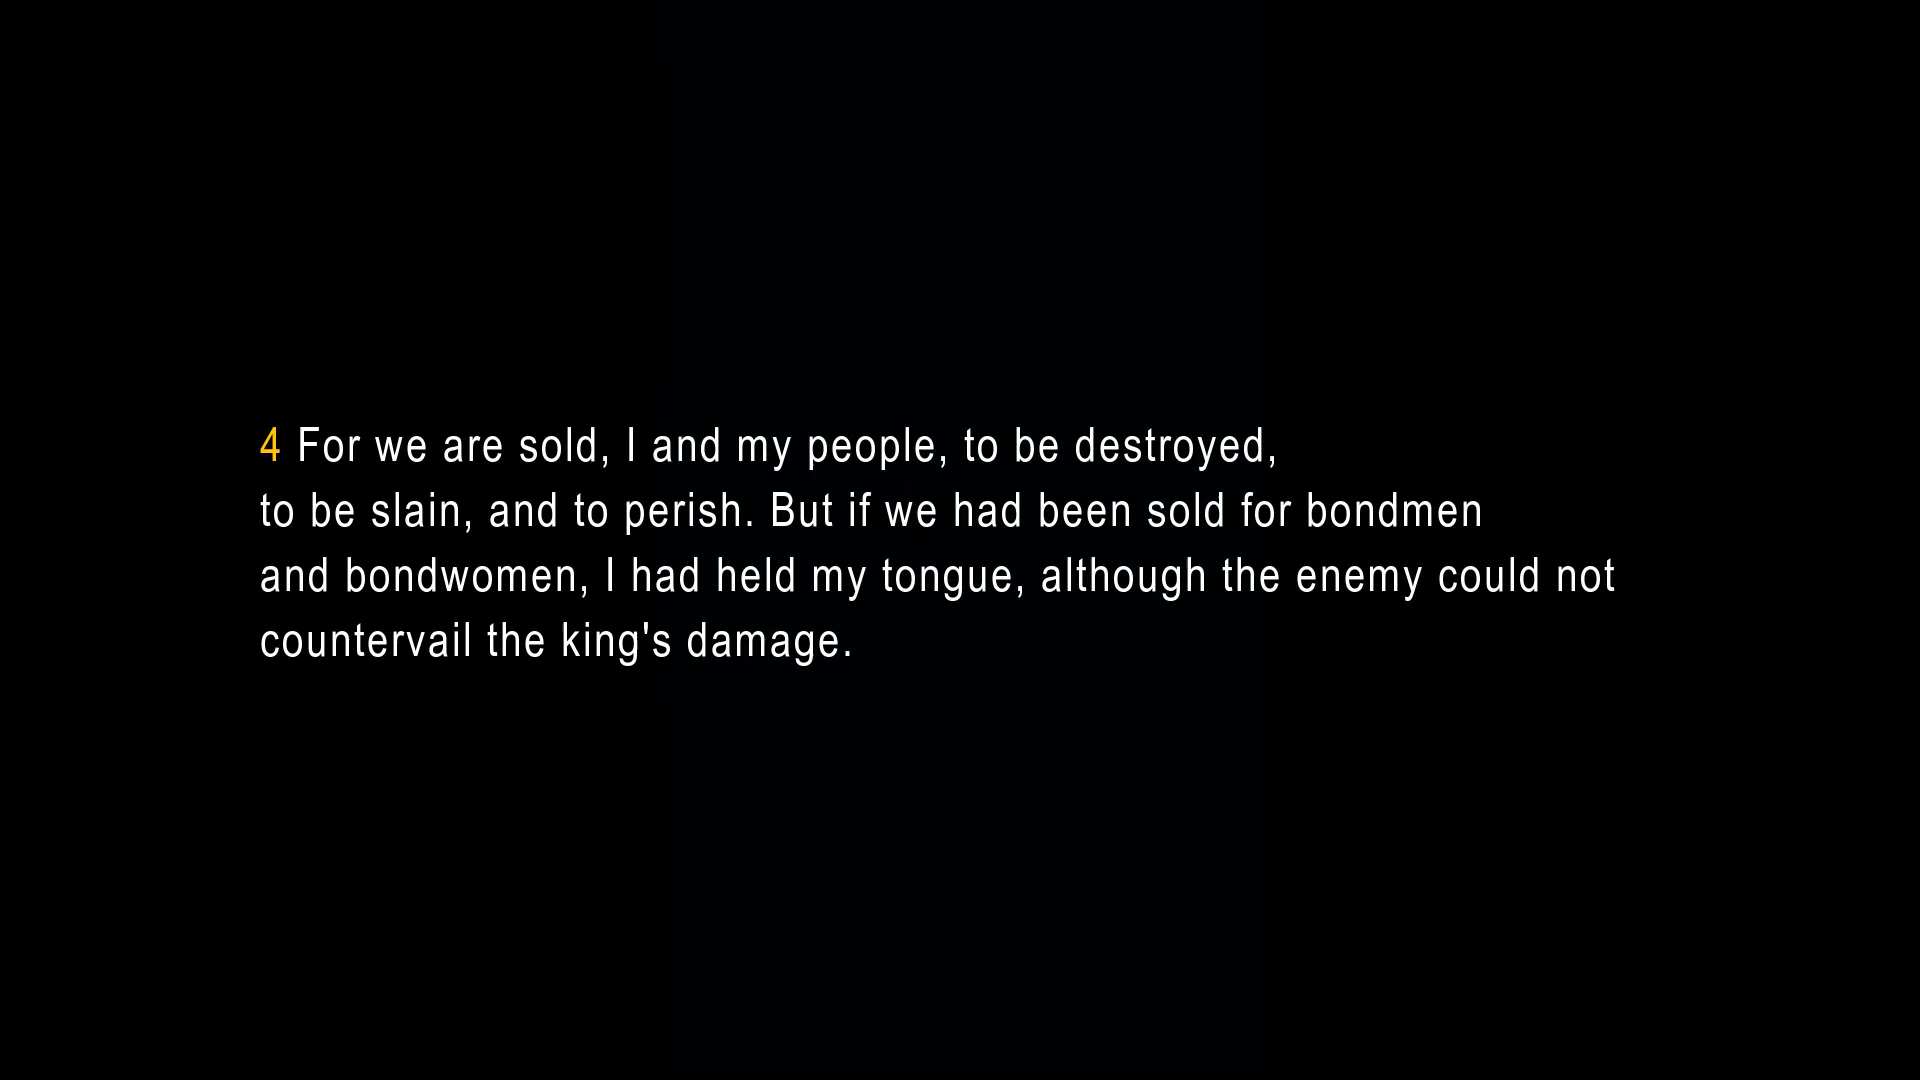 4 For we are sold, I and my people, to be destroyed,
to be slain, and to perish. But if we had been sold for bondmen
and bondwomen, I had held my tongue, although the enemy could not
countervail the king's damage.